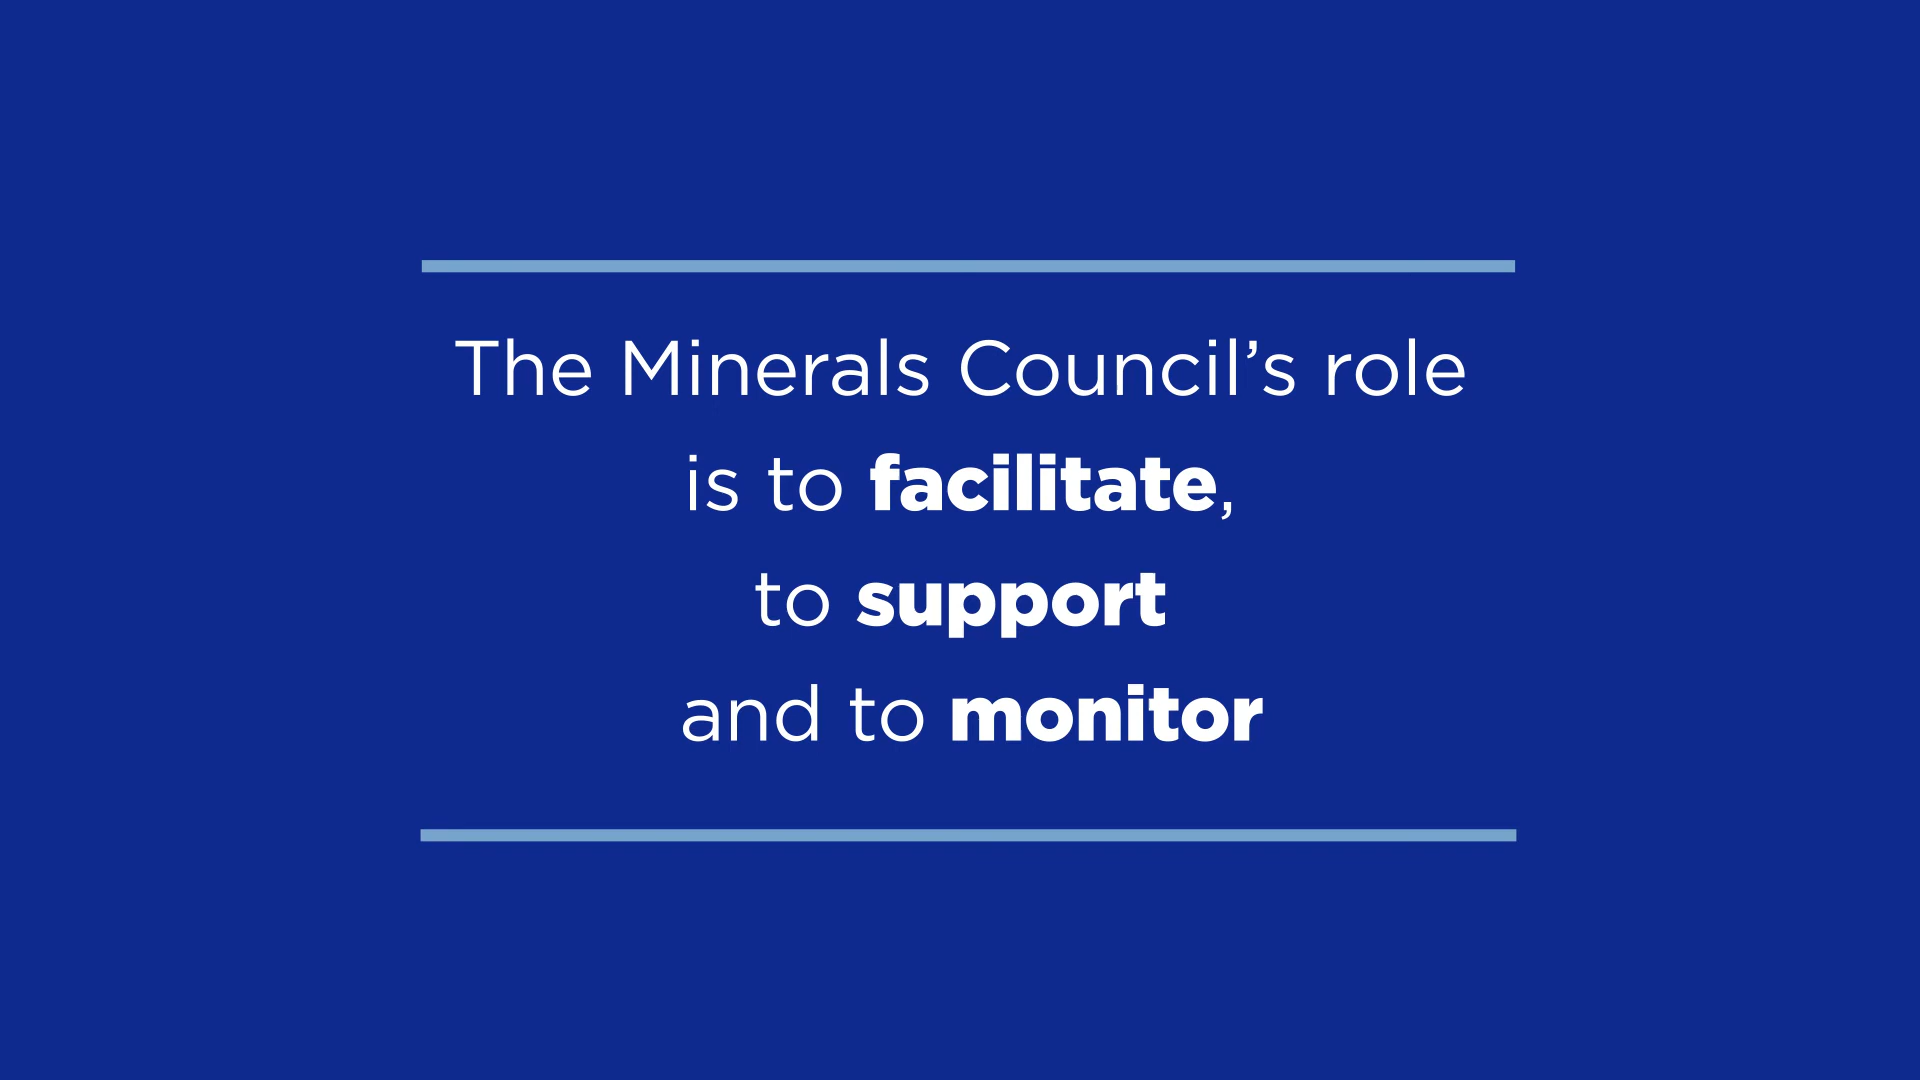 The Minerals Council’s role
is to facilitate,
to support
and to monitor